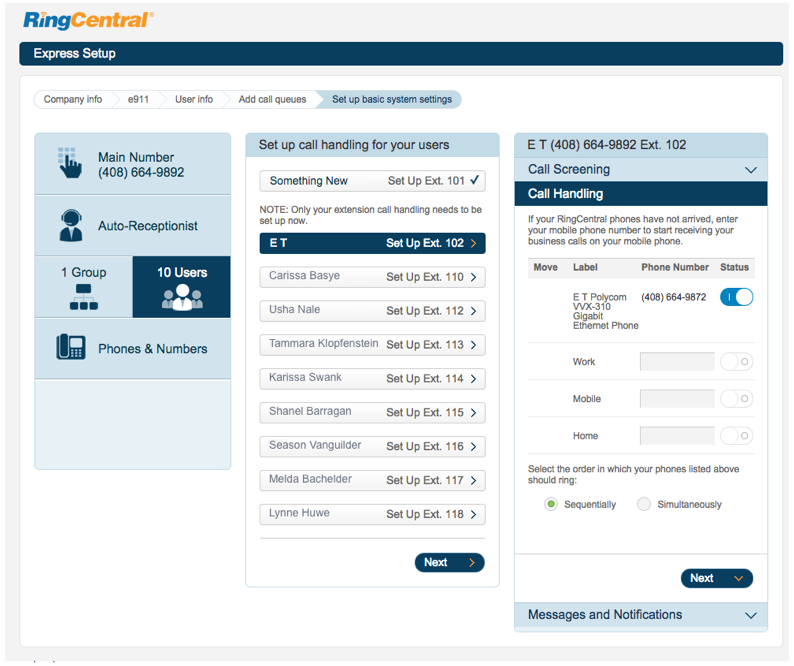 RingCentral®
Express Setup
Company info
e911
User info
Add call queues
Set up basic system settings
Main Number
(408) 664-9892
Auto-Receptionist
1 Group
10 Users
Phones & Numbers
Set up call handling for your users
Something New Set Up Ext. 101
NOTE: Only your extension call handling needs to be
set up now.
E T Set Up Ext. 102
Carissa Basye Set Up Ext. 110
Usha Nale Set Up Ext. 112
Tammara Klopfenstein Set Up Ext. 113
Karissa Swank Set Up Ext. 114
Shanel Barragan Set Up Ext. 115
Season Vanguilder Set Up Ext. 116
Melda Bachelder Set Up Ext. 117
Lynne Huwe Set Up Ext. 118
Next
E T (408) 664-9892 Ext. 102
Call Screening
Call Handling
If your RingCentral phones have not arrived, enter
your mobile phone number to start receiving your
business calls on your mobile phone.
Move Label Phone Number Status
E T Polycom (408) 664-9872
VVX-310
Gigabit
Ethernet Phone
Work
Mobile
Home
Select the order in which your phones listed above
should ring:
Sequentially Simultaneously
Next
Messages and Notifications